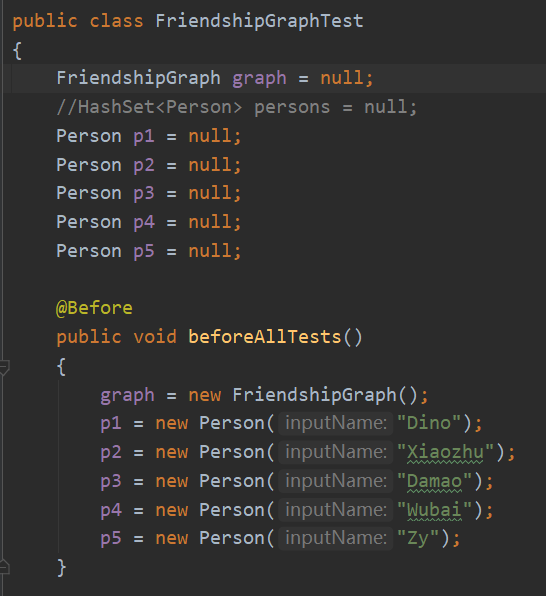 public class FriendshipGraphTest
{
    FriendshipGraph graph = null;
    //HashSet<Person> persons = null;
    Person p1 = null;
    Person p2 = null;
    Person p3 = null;
    Person p4 = null;
    Person p5 = null;

    @Before
    public void beforeAllTests()
    {
        graph = new FriendshipGraph();
        p1 = new Person( inputName: "Dino");
        p2 = new Person( inputName: "Xiaozhu");
        p3 = new Person( inputName: "Damao");
        p4 = new Person( inputName: "Wubai");
        p5 = new Person( inputName: "Zy");
    }